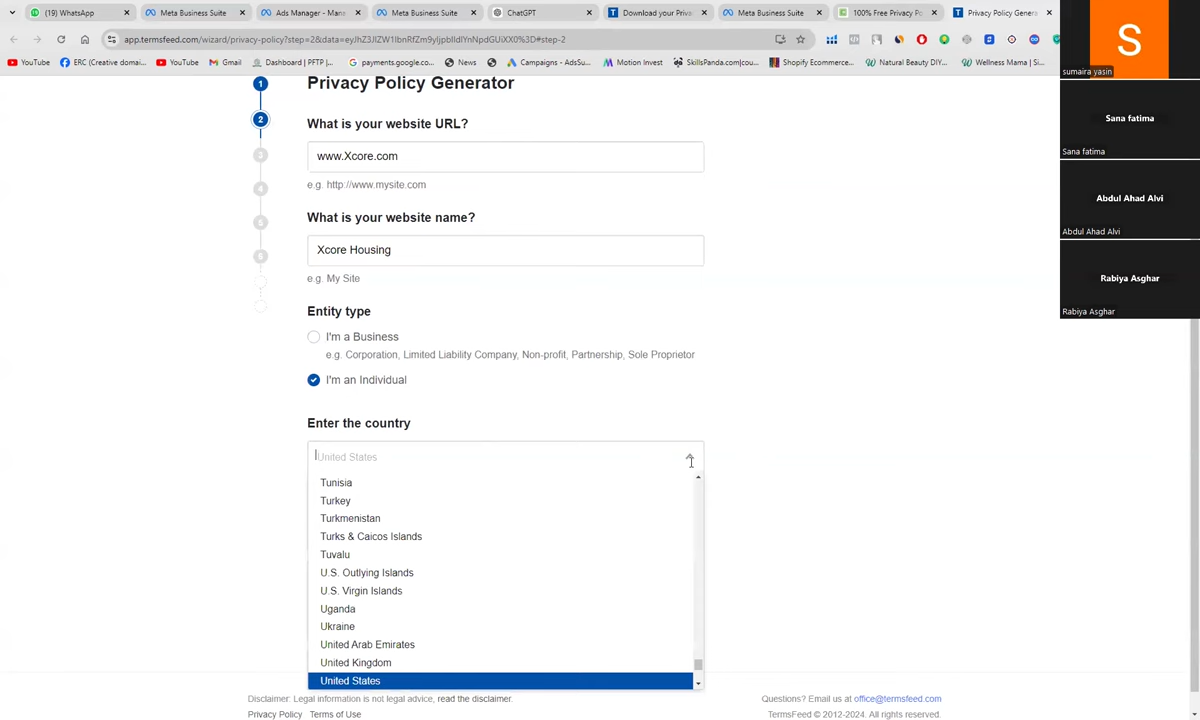 (19) WhatsApp
Meta Business Suite
Ads Manager - Mana
Meta Business Suite
ChatGPT
Download your Priva
Meta Business Suite
100% Free Privacy Po
Privacy Policy Genera
app.termsfeed.com/wizard/privacy-policy?step=2&data=eyJhZ3JlZW1lbnRfZm9yIjpbIldlYnNpdGUiXX0%3D#step-2
YouTube
ERC (Creative domai...
YouTube
Gmail
Dashboard | PFTP |...
payments.google.co...
News
Campaigns - AdsSu...
Motion Invest
SkillsPanda.com|cou...
Shopify Ecommerce...
Natural Beauty DIY...
Wellness Mama | Si...
S
sumaira yasin
Sana fatima
Sana fatima
Abdul Ahad Alvi
Abdul Ahad Alvi
Rabiya Asghar
Rabiya Asghar
1
2
3
4
5
6
Privacy Policy Generator
What is your website URL?
www.Xcore.com
e.g. http://www.mysite.com
What is your website name?
Xcore Housing
e.g. My Site
Entity type
I'm a Business
e.g. Corporation, Limited Liability Company, Non-profit, Partnership, Sole Proprietor
I'm an Individual
Enter the country
United States
Tunisia
Turkey
Turkmenistan
Turks & Caicos Islands
Tuvalu
U.S. Outlying Islands
U.S. Virgin Islands
Uganda
Ukraine
United Arab Emirates
United Kingdom
United States
Disclaimer: Legal information is not legal advice, read the disclaimer.
Questions? Email us at office@termsfeed.com
Privacy Policy Terms of Use
TermsFeed © 2012-2024. All rights reserved.